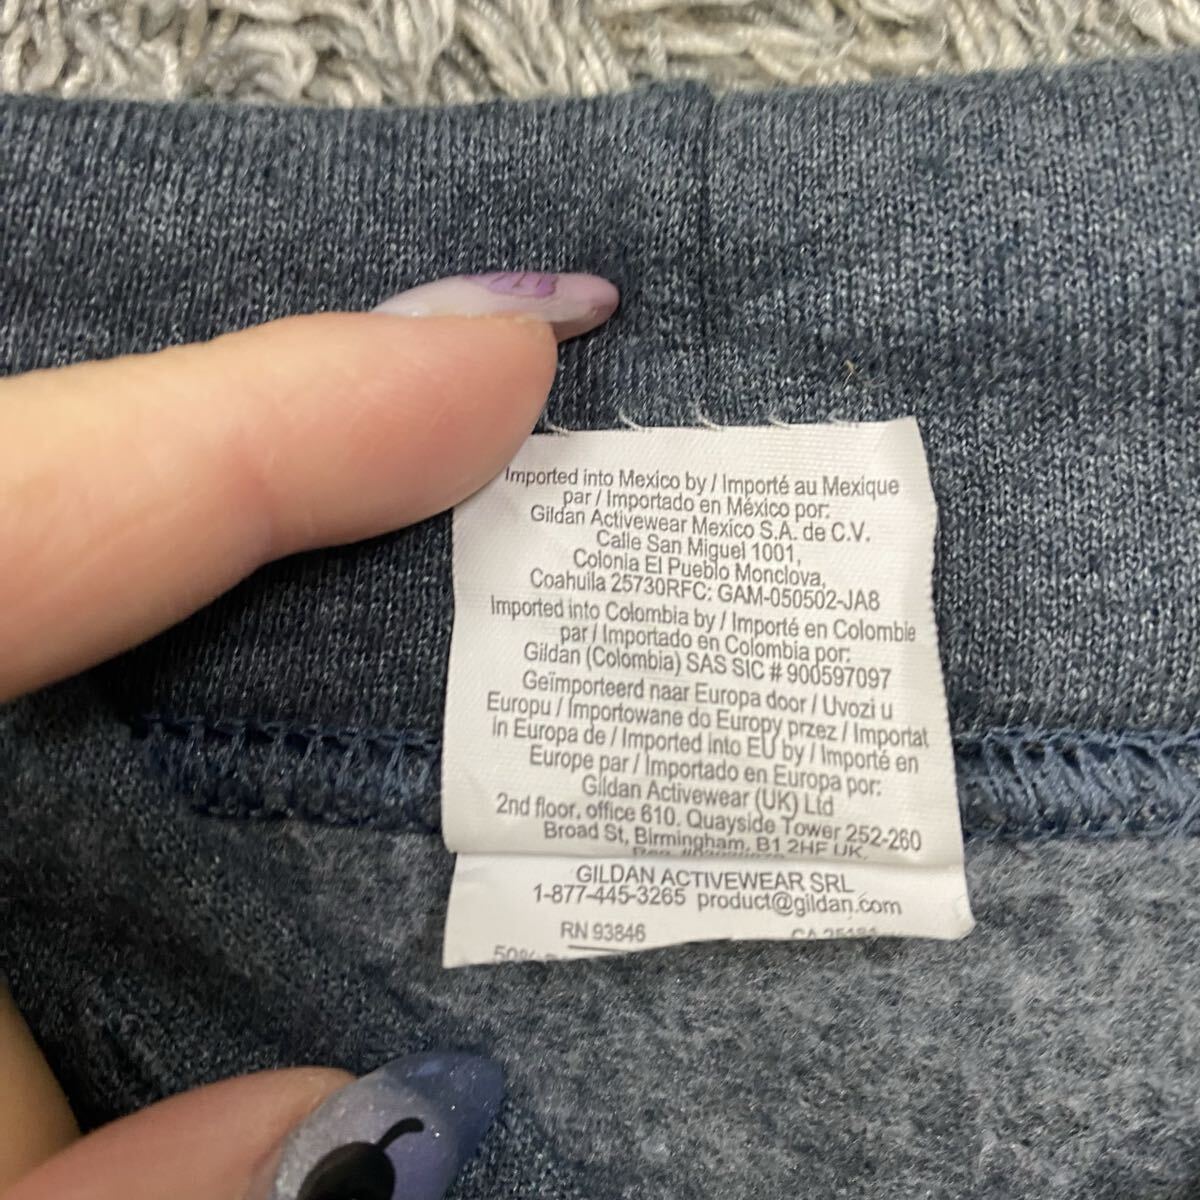 Imported into Mexico by / Importé au Mexique
par / Importado en México por:
Gildan Activewear Mexico S.A. de C.V.
Calle San Miguel 1001,
Colonia El Pueblo Monclova,
Coahuila 25730RFC: GAM-050502-JA8
Imported into Colombia by / Importé en Colombie
par / Importado en Colombia por:
Gildan (Colombia) SAS SIC # 900597097
Geïmporteerd naar Europa door / Uvozi u
Europu / Importowane do Europy przez / Importat
în Europa de / Imported into EU by / Importé en
Europe par / Importado en Europa por:
Gildan Activewear (UK) Ltd
2nd floor, office 610, Quayside Tower 252-260
Broad St, Birmingham, B1 2HF UK,
GILDAN ACTIVEWEAR SRL
1-877-445-3265 product@gildan.com
RN 93846 CA
50%